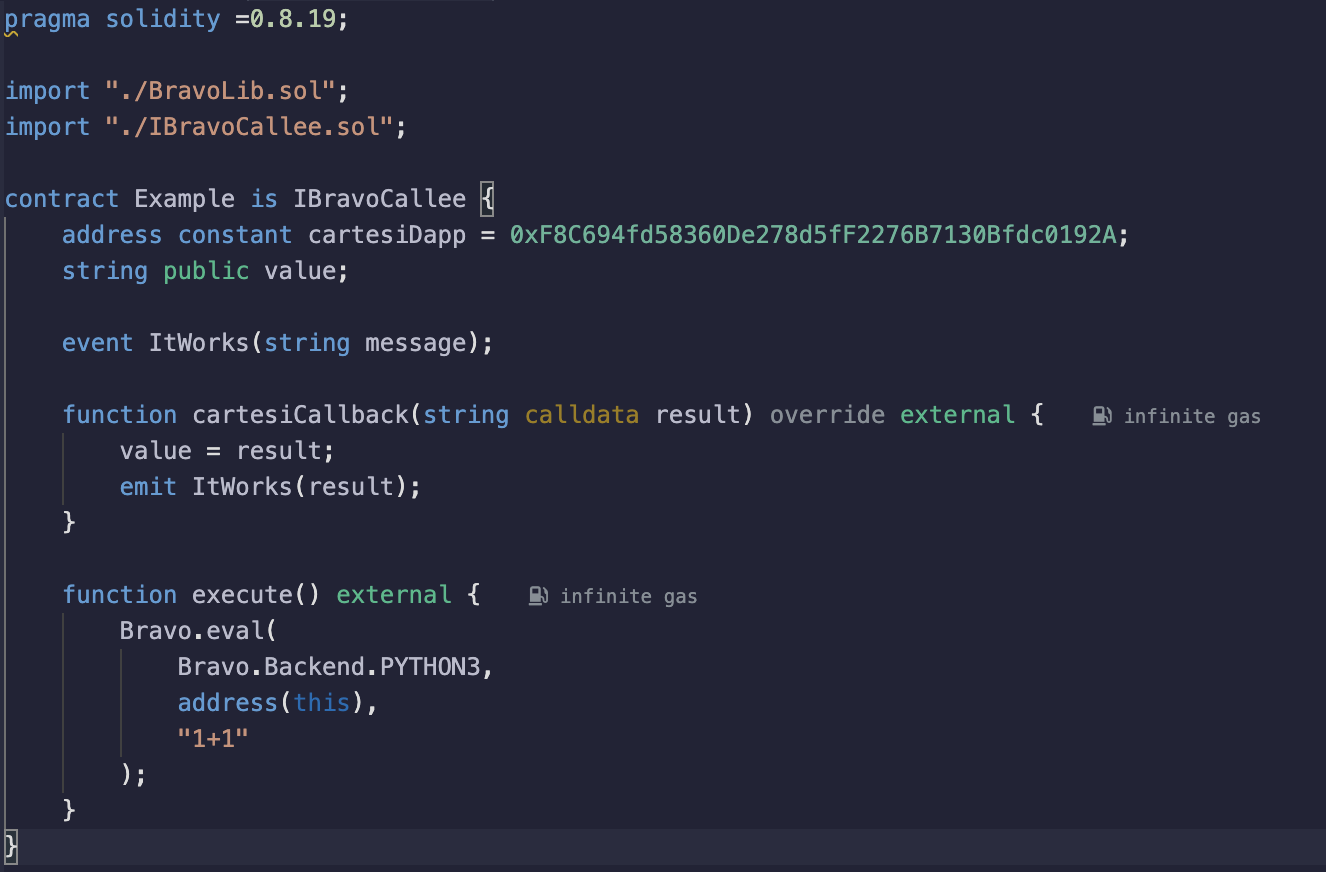 pragma solidity =0.8.19;
import "./BravoLib.sol";
import "./IBravoCallee.sol";
contract Example is IBravoCallee {
address constant cartesiDapp = 0xF8C694fd58360De278d5fF2276B7130Bfdc0192A;
string public value;
event ItWorks(string message);
function cartesiCallback(string calldata result) override external { infinite gas
value = result;
emit ItWorks(result);
}
function execute() external { infinite gas
Bravo.eval(
Bravo.Backend.PYTHON3,
address(this),
"1+1"
);
}
}